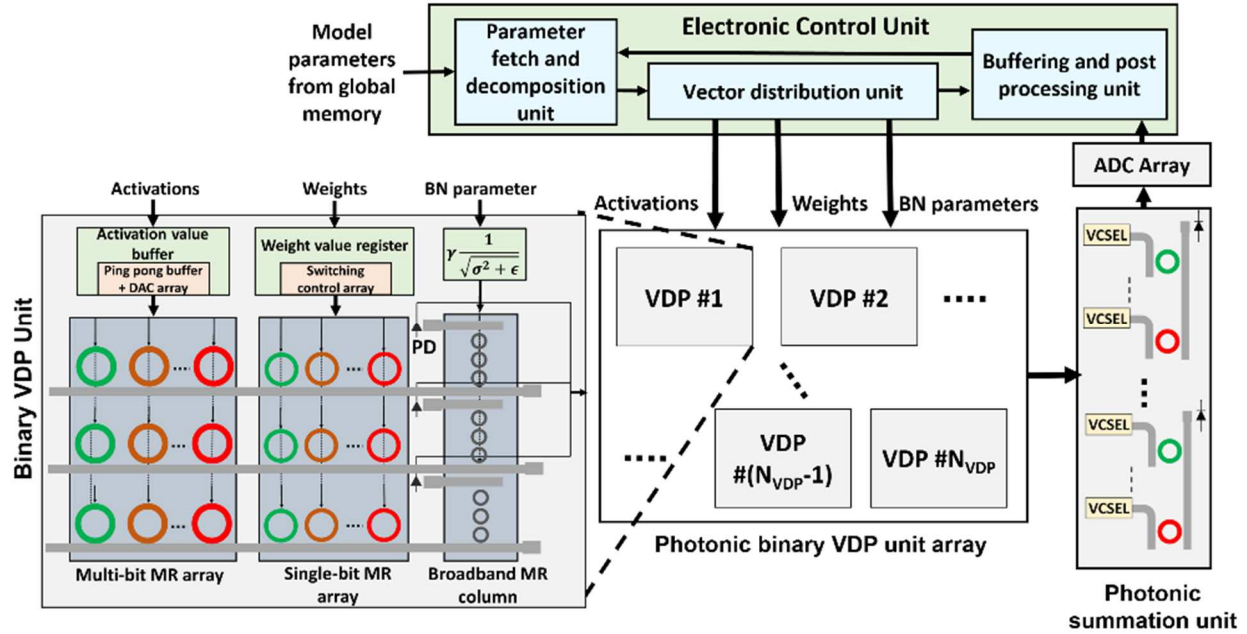 Electronic Control Unit
Model
parameters
from global
memory
Parameter
fetch and
decomposition
unit
Vector distribution unit
Buffering and post
processing unit
ADC Array
Activations
Weights
BN parameter
Activation value
buffer
Ping pong buffer
+ DAC array
Weight value register
Switching
control array
γ 1/√(σ² + ϵ)
PD
Binary VDP Unit
Multi-bit MR array
Single-bit MR
array
Broadband MR
column
Activations
Weights
BN parameters
VDP #1
VDP #2
VDP
#(N_VDP-1)
VDP #N_VDP
Photonic binary VDP unit array
VCSEL
VCSEL
VCSEL
VCSEL
Photonic
summation unit